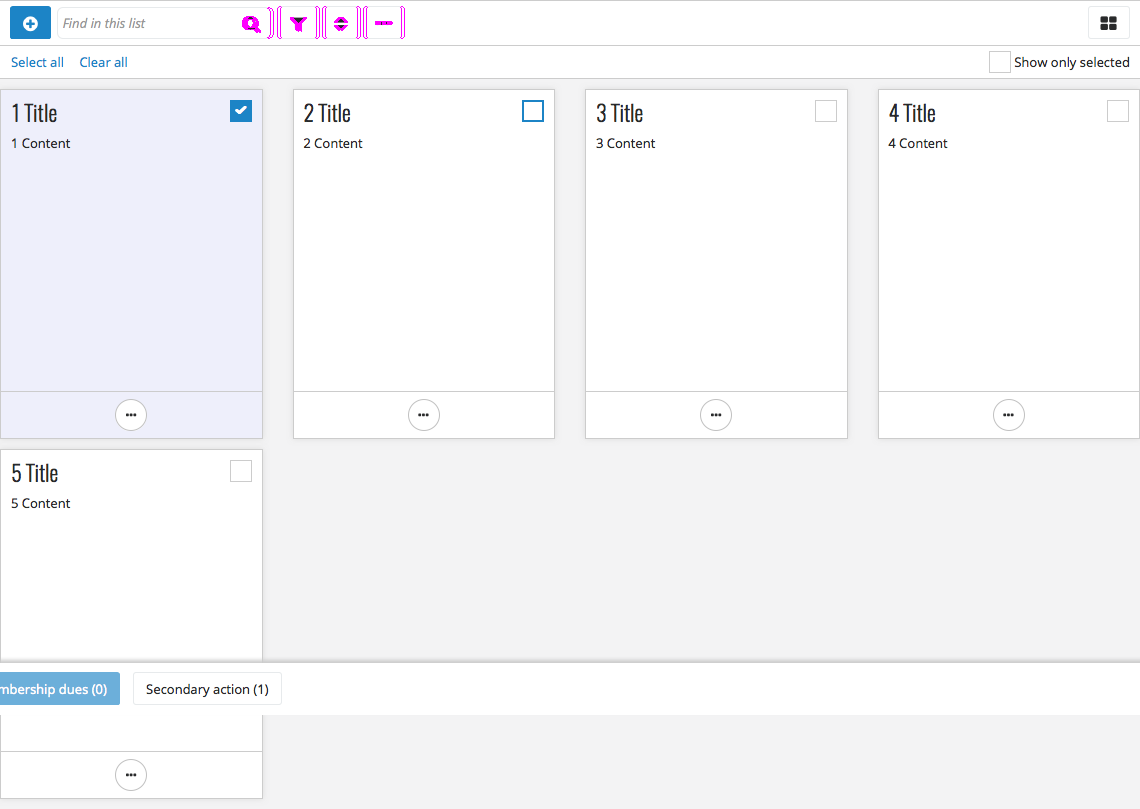 Find in this list
Select all Clear all Show only selected
1 Title 2 Title 3 Title 4 Title
1 Content 2 Content 3 Content 4 Content
5 Title
5 Content
mbership dues (0) Secondary action (1)